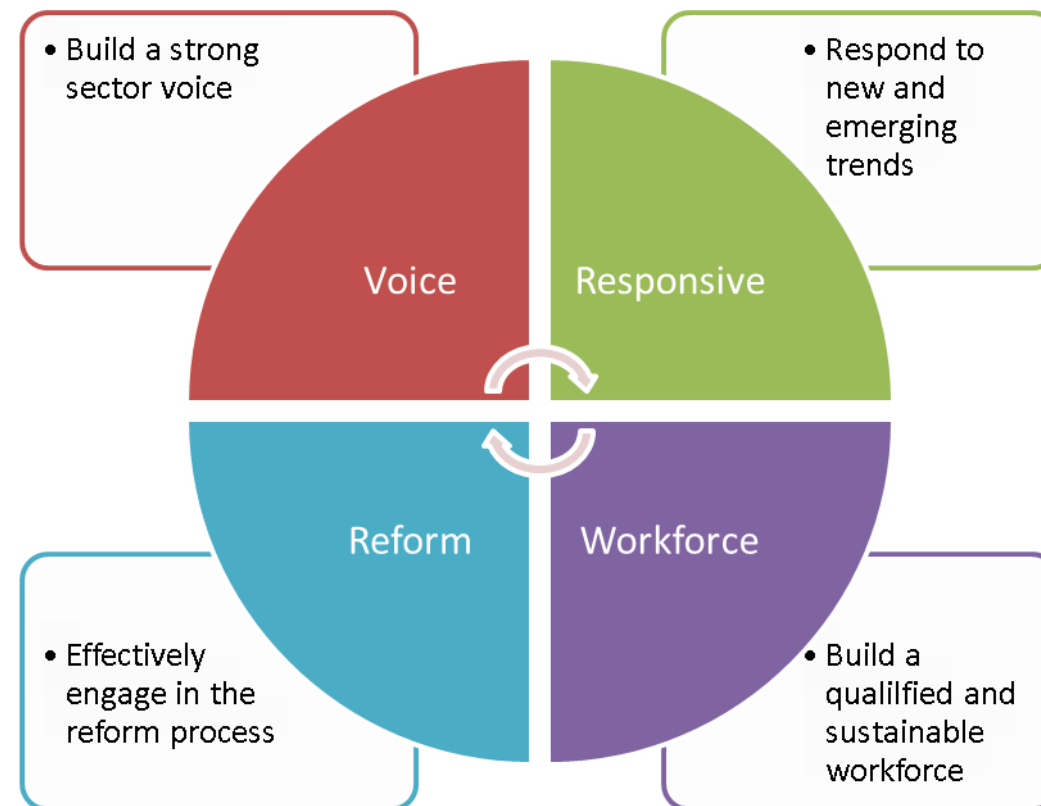 • Build a strong
sector voice
• Respond to
new and
emerging
trends
Voice
Responsive
Reform
Workforce
• Effectively
engage in the
reform process
• Build a
qualilfied and
sustainable
workforce